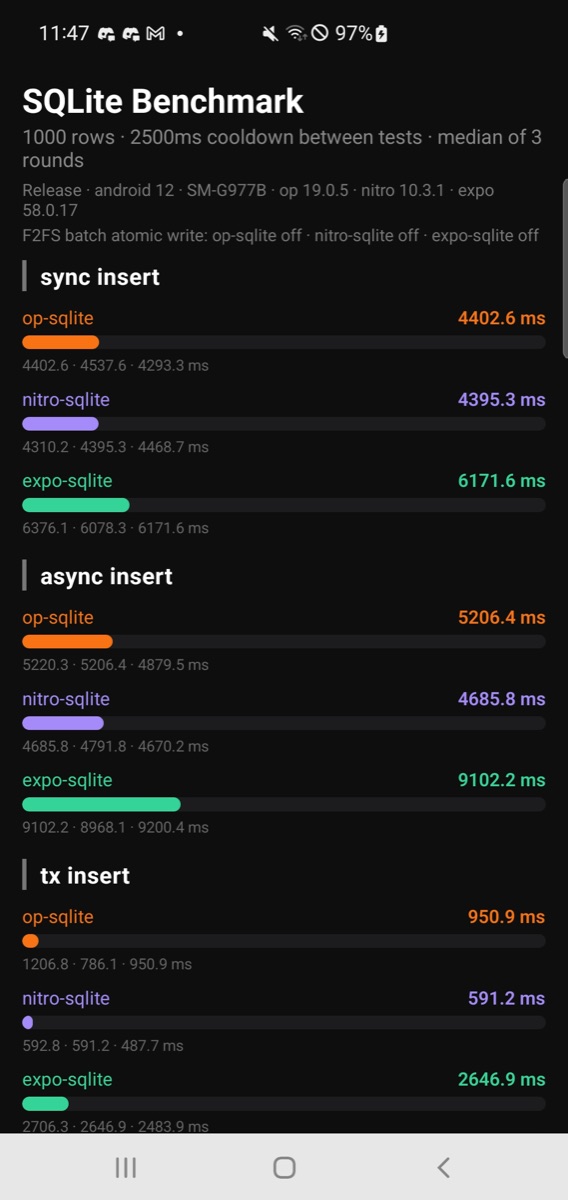 11:47
97%
SQLite Benchmark
1000 rows · 2500ms cooldown between tests · median of 3
rounds
Release · android 12 · SM-G977B · op 19.0.5 · nitro 10.3.1 · expo
58.0.17
F2FS batch atomic write: op-sqlite off · nitro-sqlite off · expo-sqlite off
sync insert
op-sqlite 4402.6 ms
4402.6 · 4537.6 · 4293.3 ms
nitro-sqlite 4395.3 ms
4310.2 · 4395.3 · 4468.7 ms
expo-sqlite 6171.6 ms
6376.1 · 6078.3 · 6171.6 ms
async insert
op-sqlite 5206.4 ms
5220.3 · 5206.4 · 4879.5 ms
nitro-sqlite 4685.8 ms
4685.8 · 4791.8 · 4670.2 ms
expo-sqlite 9102.2 ms
9102.2 · 8968.1 · 9200.4 ms
tx insert
op-sqlite 950.9 ms
1206.8 · 786.1 · 950.9 ms
nitro-sqlite 591.2 ms
592.8 · 591.2 · 487.7 ms
expo-sqlite 2646.9 ms
2706.3 · 2646.9 · 2483.9 ms